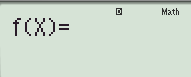 D Math
f(X)=